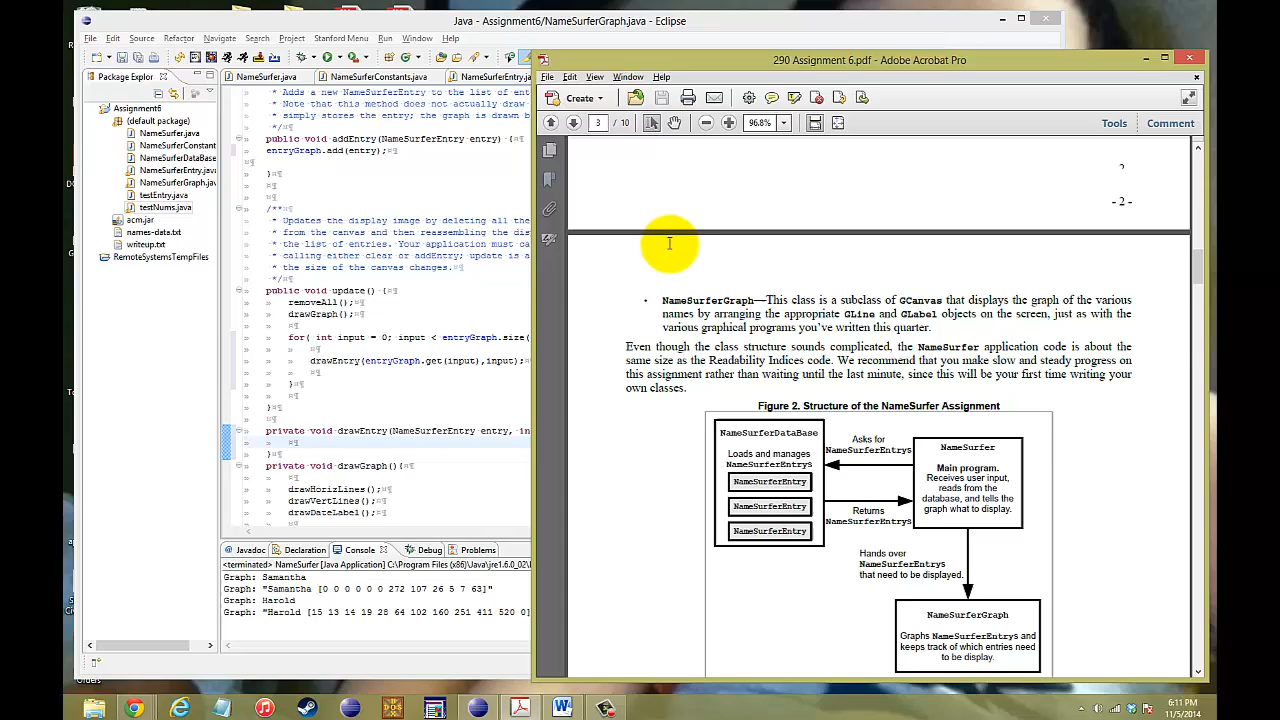 Java - Assignment6/NameSurferGraph.java - Eclipse
File Edit Source Refactor Navigate Search Project Run Stanford Menu Window Help
Package Explor
Assignment6
(default package)
NameSurfer.java
NameSurferConstant
NameSurferDataBase
NameSurferEntry.java
NameSurferGraph.java
testEntry.java
testNums.java
acm.jar
names-data.txt
writeup.txt
RemoteSystemsTempFiles
NameSurfer.java NameSurferConstants.java NameSurferEntry.
* Adds a new NameSurferEntry to the list of ent
* Note that this method does not actually draw
* simply stores the entry; the graph is drawn b
*/
public void addEntry(NameSurferEntry entry) {
entryGraph.add(entry);
}
/**
* Updates the display image by deleting all the
* from the canvas and then reassembling the dis
* the list of entries. Your application must ca
* calling either clear or addEntry; update is a
* the size of the canvas changes.
*/
public void update() {
removeAll();
drawGraph();
for( int input = 0; input < entryGraph.size(
drawEntry(entryGraph.get(input),input);
}
}
private void drawEntry(NameSurferEntry entry, in
}
private void drawGraph(){
drawHorizLines();
drawVertLines();
drawDateLabel();
Javadoc Declaration Console Debug Problems
<terminated> NameSurfer [Java Application] C:\Program Files (x86)\Java\jre1.6.0_02\
Graph: Samantha
Graph: "Samantha [0 0 0 0 0 0 272 107 26 5 7 63]"
Graph: Harold
Graph: "Harold [15 13 14 19 28 64 102 160 251 411 520 0]
290 Assignment 6.pdf - Adobe Acrobat Pro
File Edit View Window Help
Create
3 / 10 96.8% Tools Comment
- 2 -
• NameSurferGraph—This class is a subclass of GCanvas that displays the graph of the various
names by arranging the appropriate GLine and GLabel objects on the screen, just as with the
various graphical programs you've written this quarter.
Even though the class structure sounds complicated, the NameSurfer application code is about the
same size as the Readability Indices code. We recommend that you make slow and steady progress on
this assignment rather than waiting until the last minute, since this will be your first time writing your
own classes.
Figure 2. Structure of the NameSurfer Assignment
NameSurferDataBase
Loads and manages
NameSurferEntrys
NameSurferEntry
NameSurferEntry
NameSurferEntry
Asks for
NameSurferEntrys
Returns
NameSurferEntrys
NameSurfer
Main program.
Receives user input,
reads from the
database, and tells the
graph what to display.
Hands over
NameSurferEntrys
that need to be displayed.
NameSurferGraph
Graphs NameSurferEntrys and
keeps track of which entries need
to be display.
6:11 PM
11/5/2014